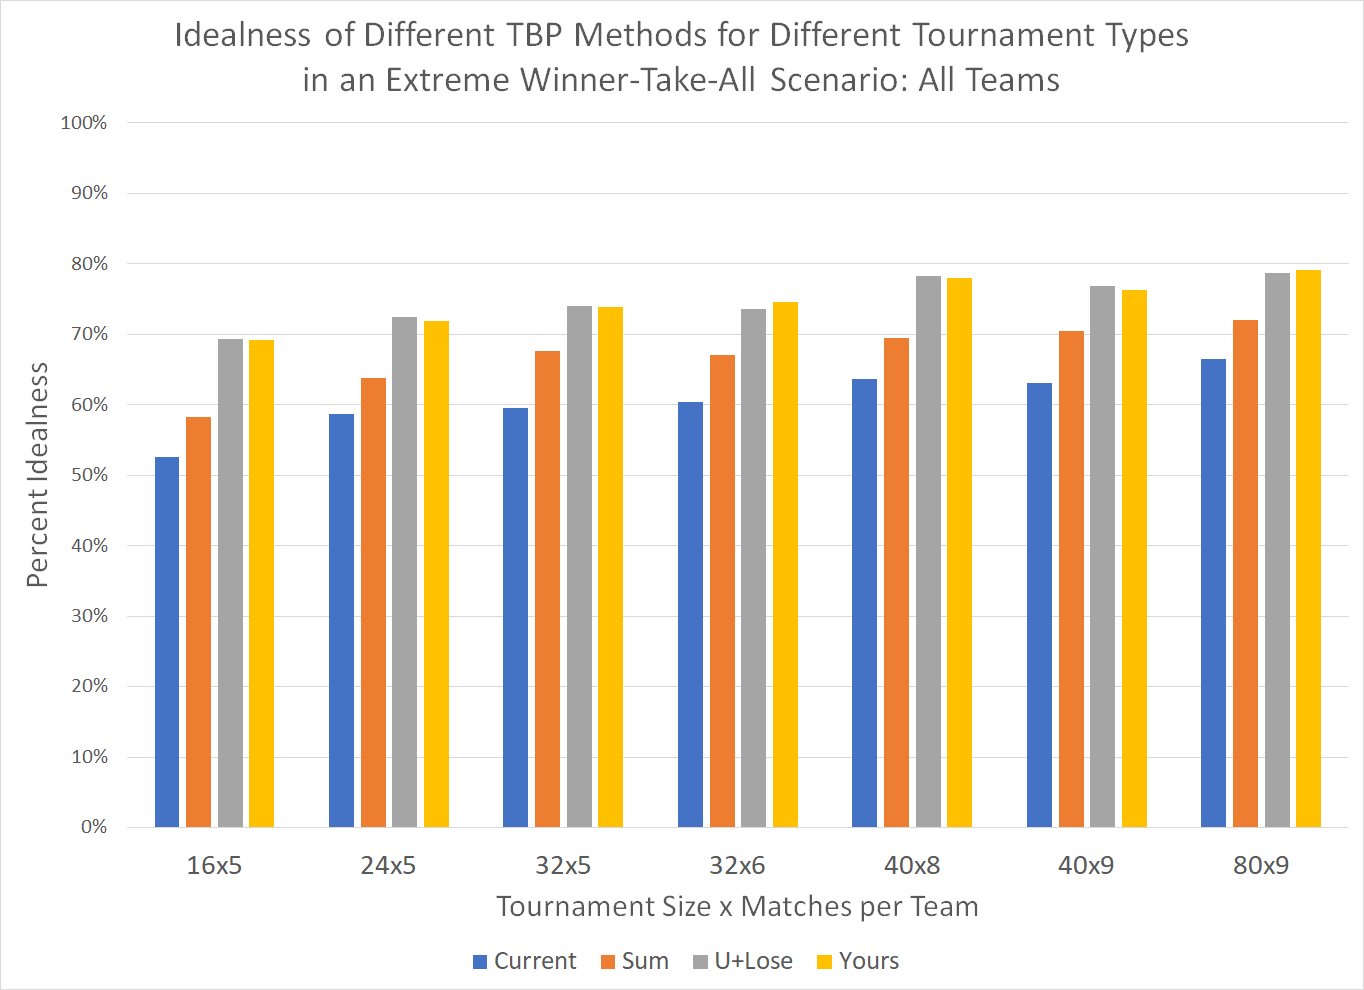 Idealness of Different TBP Methods for Different Tournament Types
in an Extreme Winner-Take-All Scenario: All Teams
100%
90%
80%
70%
60%
50%
40%
30%
20%
10%
0%
Percent Idealness
16x5 24x5 32x5 32x6 40x8 40x9 80x9
Tournament Size x Matches per Team
Current Sum U+Lose Yours